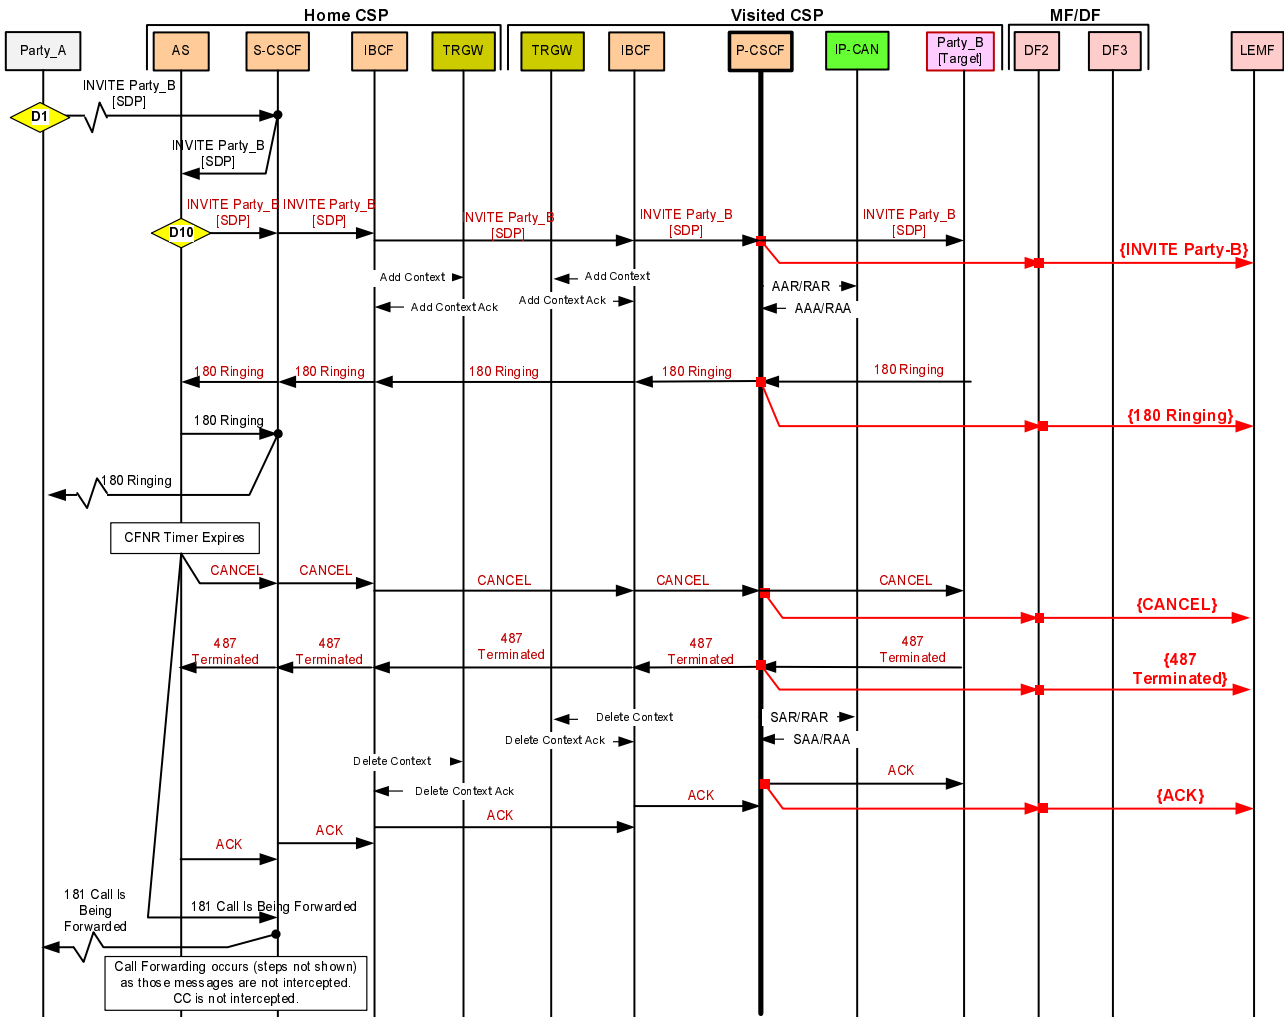 Home CSP
Visited CSP
MF/DF
Party_A
AS
S-CSCF
IBCF
TRGW
TRGW
IBCF
P-CSCF
IP-CAN
Party_B
[Target]
DF2
DF3
LEMF
INVITE Party_B
[SDP]
D1
INVITE Party_B
[SDP]
D10
INVITE Party_B
[SDP]
INVITE Party_B
[SDP]
NVITE Party_B
[SDP]
INVITE Party_B
[SDP]
INVITE Party_B
[SDP]
{INVITE Party-B}
Add Context
Add Context
AAR/RAR
Add Context Ack
Add Context Ack
AAA/RAA
180 Ringing
180 Ringing
180 Ringing
180 Ringing
180 Ringing
180 Ringing
{180 Ringing}
180 Ringing
CFNR Timer Expires
CANCEL
CANCEL
CANCEL
CANCEL
CANCEL
{CANCEL}
487
Terminated
487
Terminated
487
Terminated
487
Terminated
487
Terminated
{487
Terminated}
Delete Context
SAR/RAR
Delete Context Ack
SAA/RAA
Delete Context
Delete Context Ack
ACK
ACK
{ACK}
ACK
ACK
ACK
181 Call Is
Being
Forwarded
181 Call Is Being Forwarded
Call Forwarding occurs (steps not shown)
as those messages are not intercepted.
CC is not intercepted.